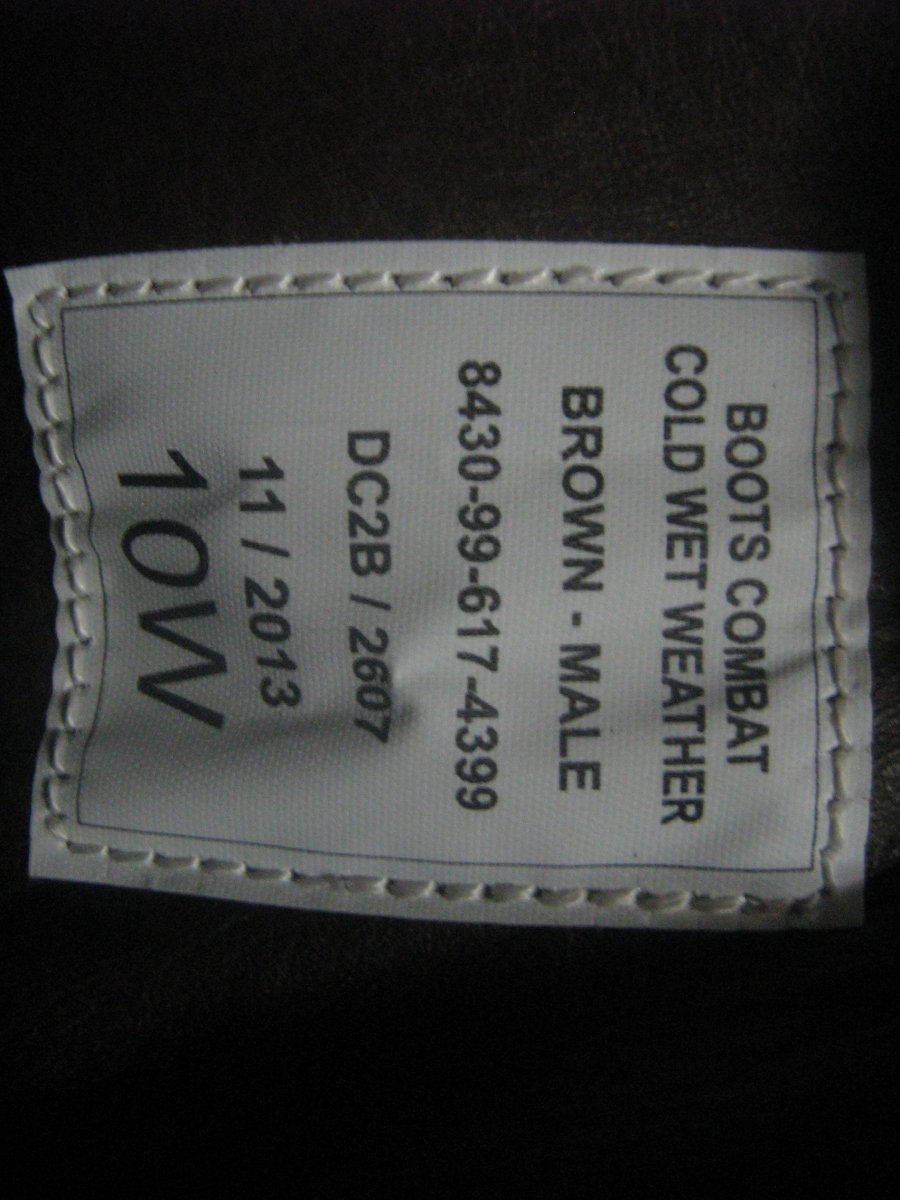 BOOTS COMBAT
COLD WET WEATHER
BROWN - MALE
8430-99-617-4399
DC2B / 2607
11 / 2013
10W